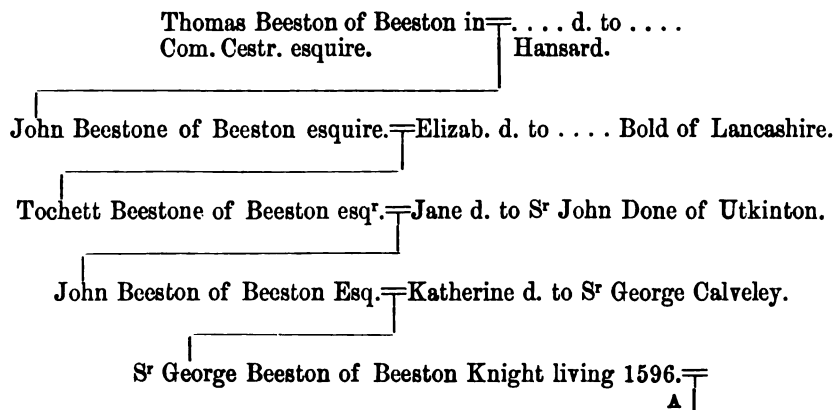 Thomas Beeston of Beeston in=. . . . d. to . . . .
Com. Cestr. esquire. Hansard.
John Beestone of Beeston esquire.=Elizab. d. to . . . . Bold of Lancashire.
Tochett Beestone of Beeston esqʳ.=Jane d. to Sʳ John Done of Utkinton.
John Beeston of Beeston Esq.=Katherine d. to Sʳ George Calveley.
Sʳ George Beeston of Beeston Knight living 1596.=
A